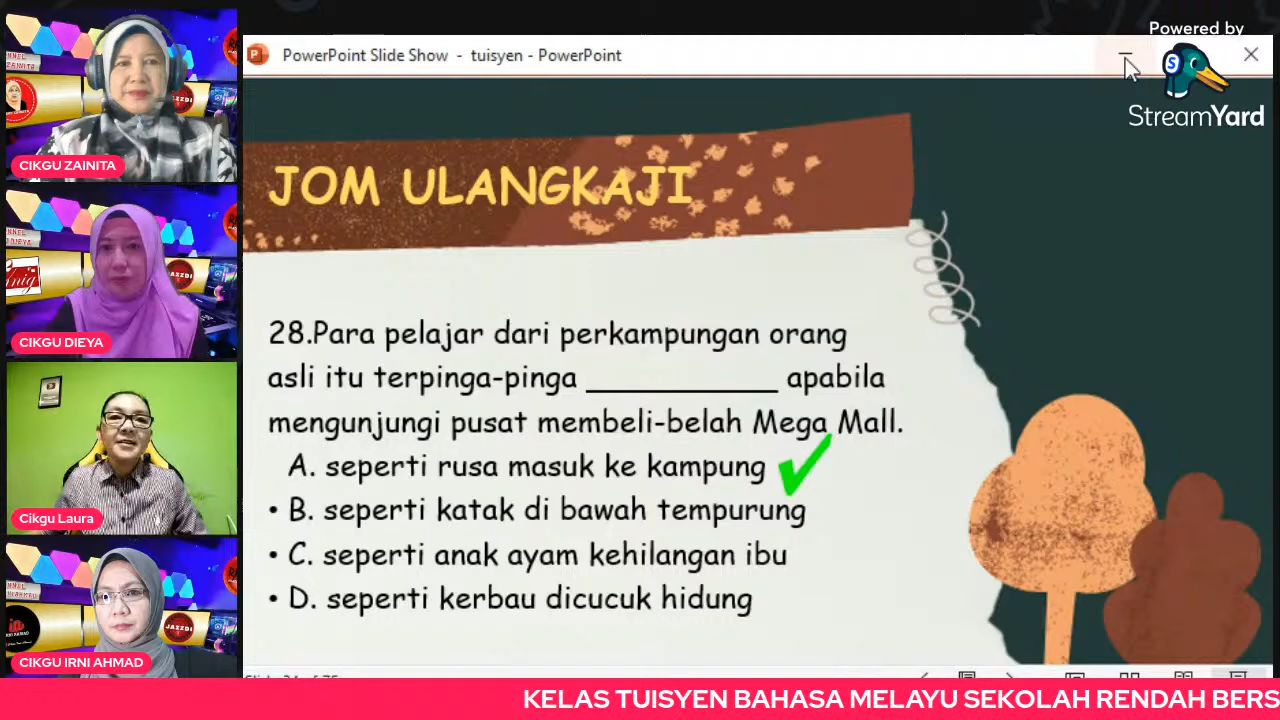 PowerPoint Slide Show - tuisyen - PowerPoint
Powered by
StreamYard
CIKGU ZAINITA
CIKGU DIEYA
Cikgu Laura
CIKGU IRNI AHMAD
JOM ULANGKAJI
28.Para pelajar dari perkampungan orang
asli itu terpinga-pinga ____________ apabila
mengunjungi pusat membeli-belah Mega Mall.
A. seperti rusa masuk ke kampung
• B. seperti katak di bawah tempurung
• C. seperti anak ayam kehilangan ibu
• D. seperti kerbau dicucuk hidung
KELAS TUISYEN BAHASA MELAYU SEKOLAH RENDAH BERS